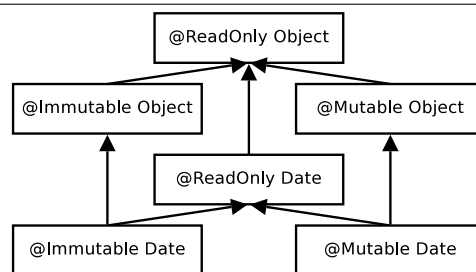 @ReadOnly Object
@Immutable Object
@Mutable Object
@ReadOnly Date
@Immutable Date
@Mutable Date